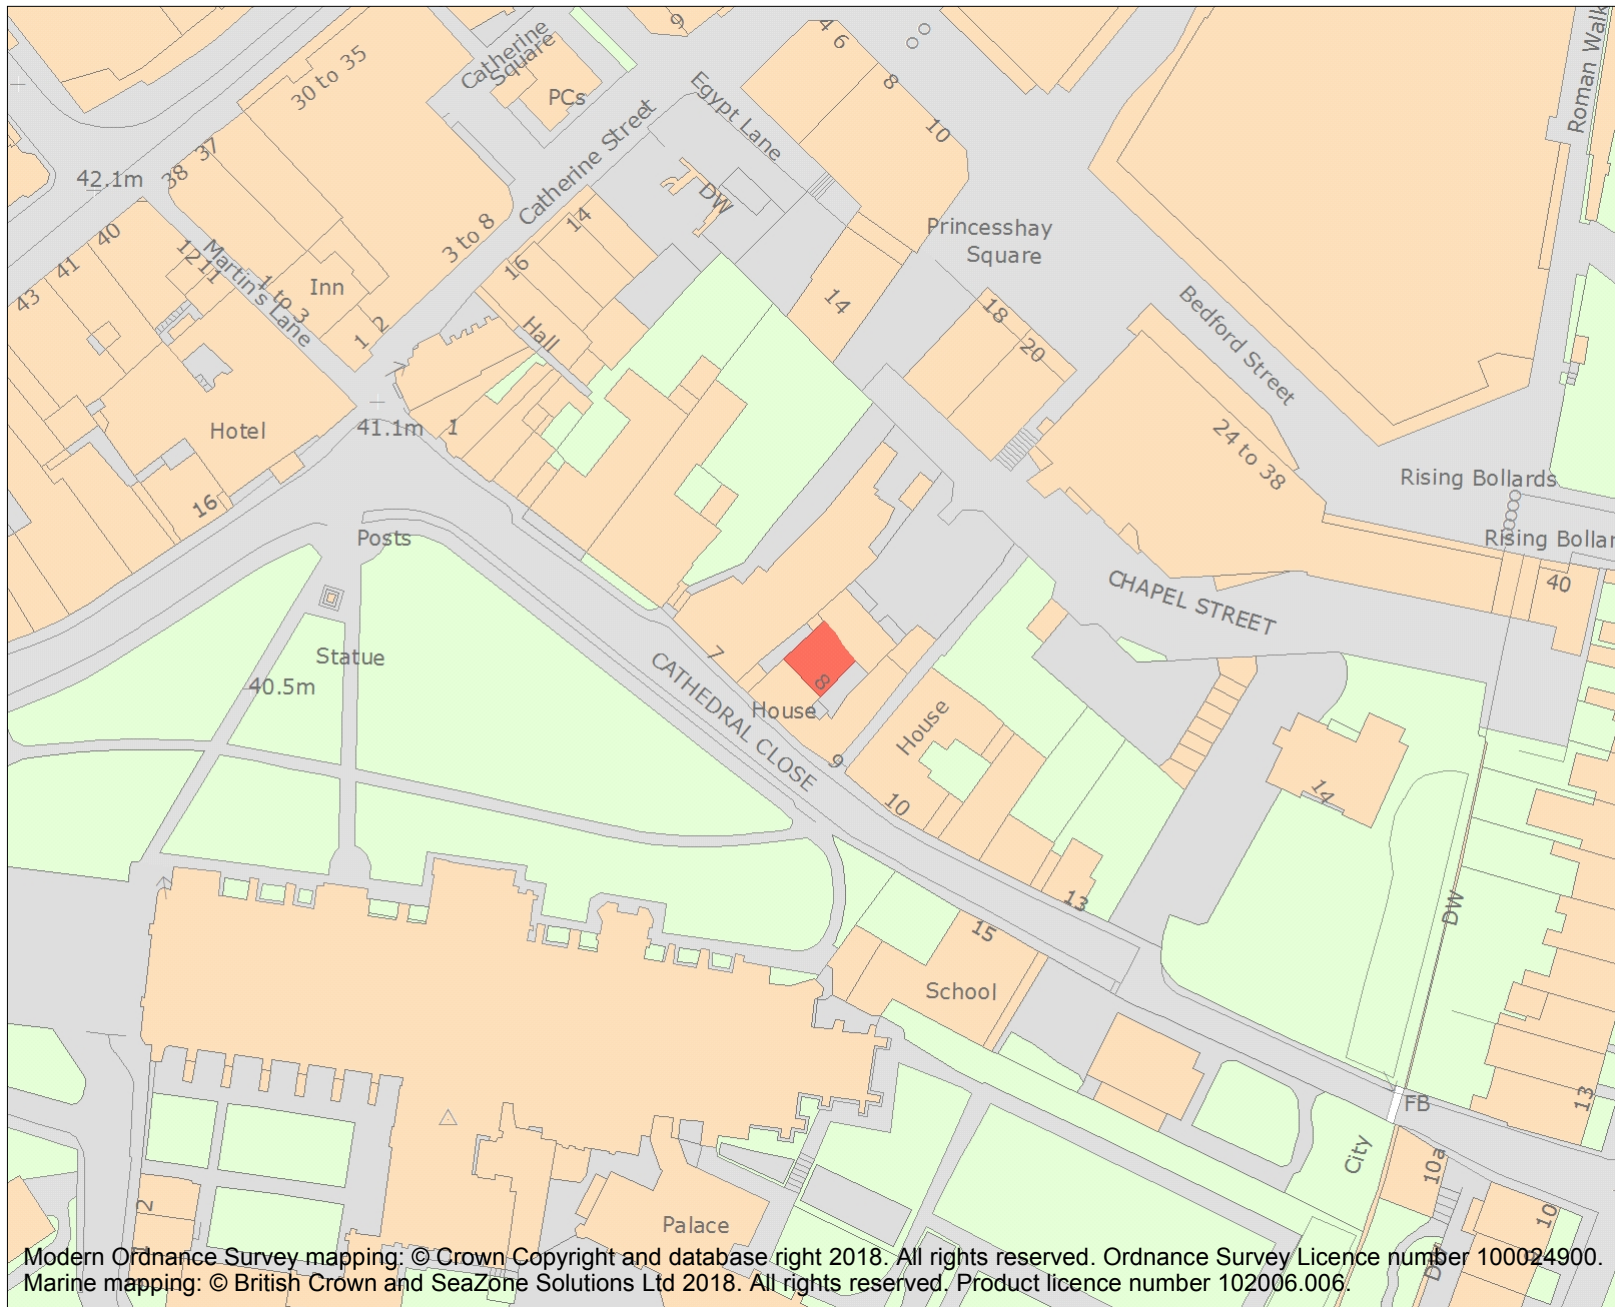 9
4 6
Roman Walk
Catherine
Square
30 to 35
PCs
8
Egypt Lane
10
37
38
42.1m
Catherine Street
DW
Princesshay
Square
40
14
3 to 8
12
11
Martin's Lane
41
16
1 to 3
Inn
43
14
18
Bedford Street
2
1
Hall
20
Hotel
41.1m
1
24 to 38
Rising Bollards
16
Posts
Rising Bollar
40
CHAPEL STREET
Statue
7
CATHEDRAL CLOSE
40.5m
8
House
House
9
14
10
DW
13
15
School
FB
13
City
10a
2
Palace
10
Modern Ordnance Survey mapping: © Crown Copyright and database right 2018. All rights reserved. Ordnance Survey Licence number 100024900.
Marine mapping: © British Crown and SeaZone Solutions Ltd 2018. All rights reserved. Product licence number 102006.006.